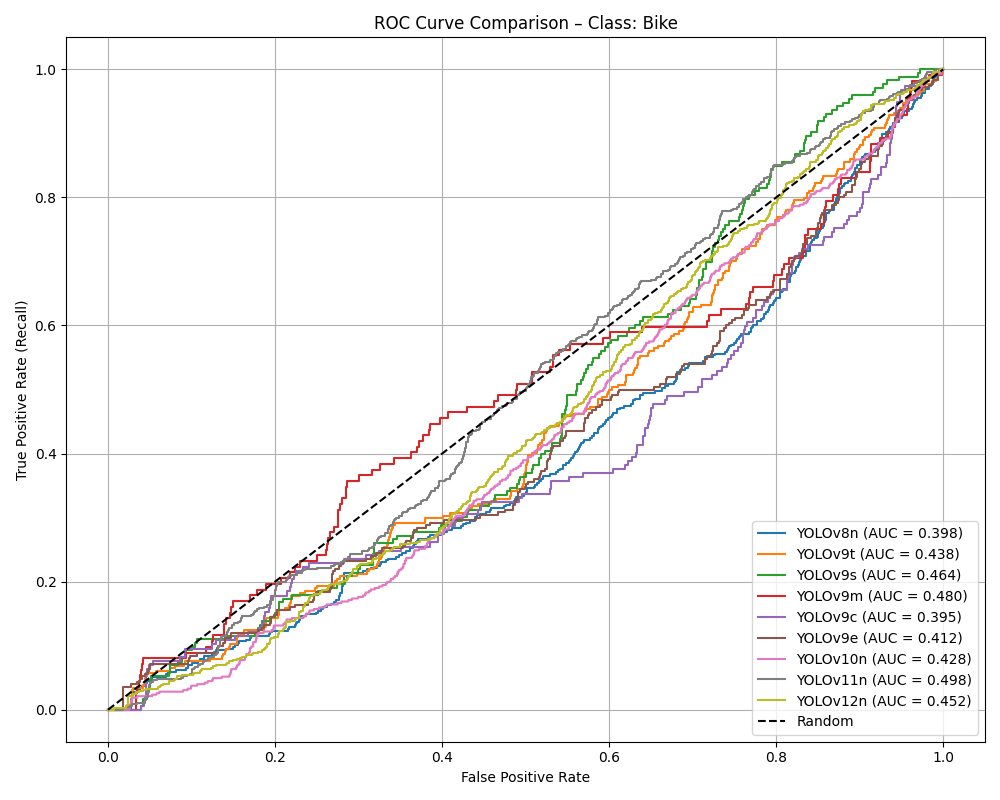 ROC Curve Comparison – Class: Bike
True Positive Rate (Recall)
1.0
0.8
0.6
0.4
0.2
0.0
0.0 0.2 0.4 0.6 0.8 1.0
False Positive Rate
YOLOv8n (AUC = 0.398)
YOLOv9t (AUC = 0.438)
YOLOv9s (AUC = 0.464)
YOLOv9m (AUC = 0.480)
YOLOv9c (AUC = 0.395)
YOLOv9e (AUC = 0.412)
YOLOv10n (AUC = 0.428)
YOLOv11n (AUC = 0.498)
YOLOv12n (AUC = 0.452)
Random